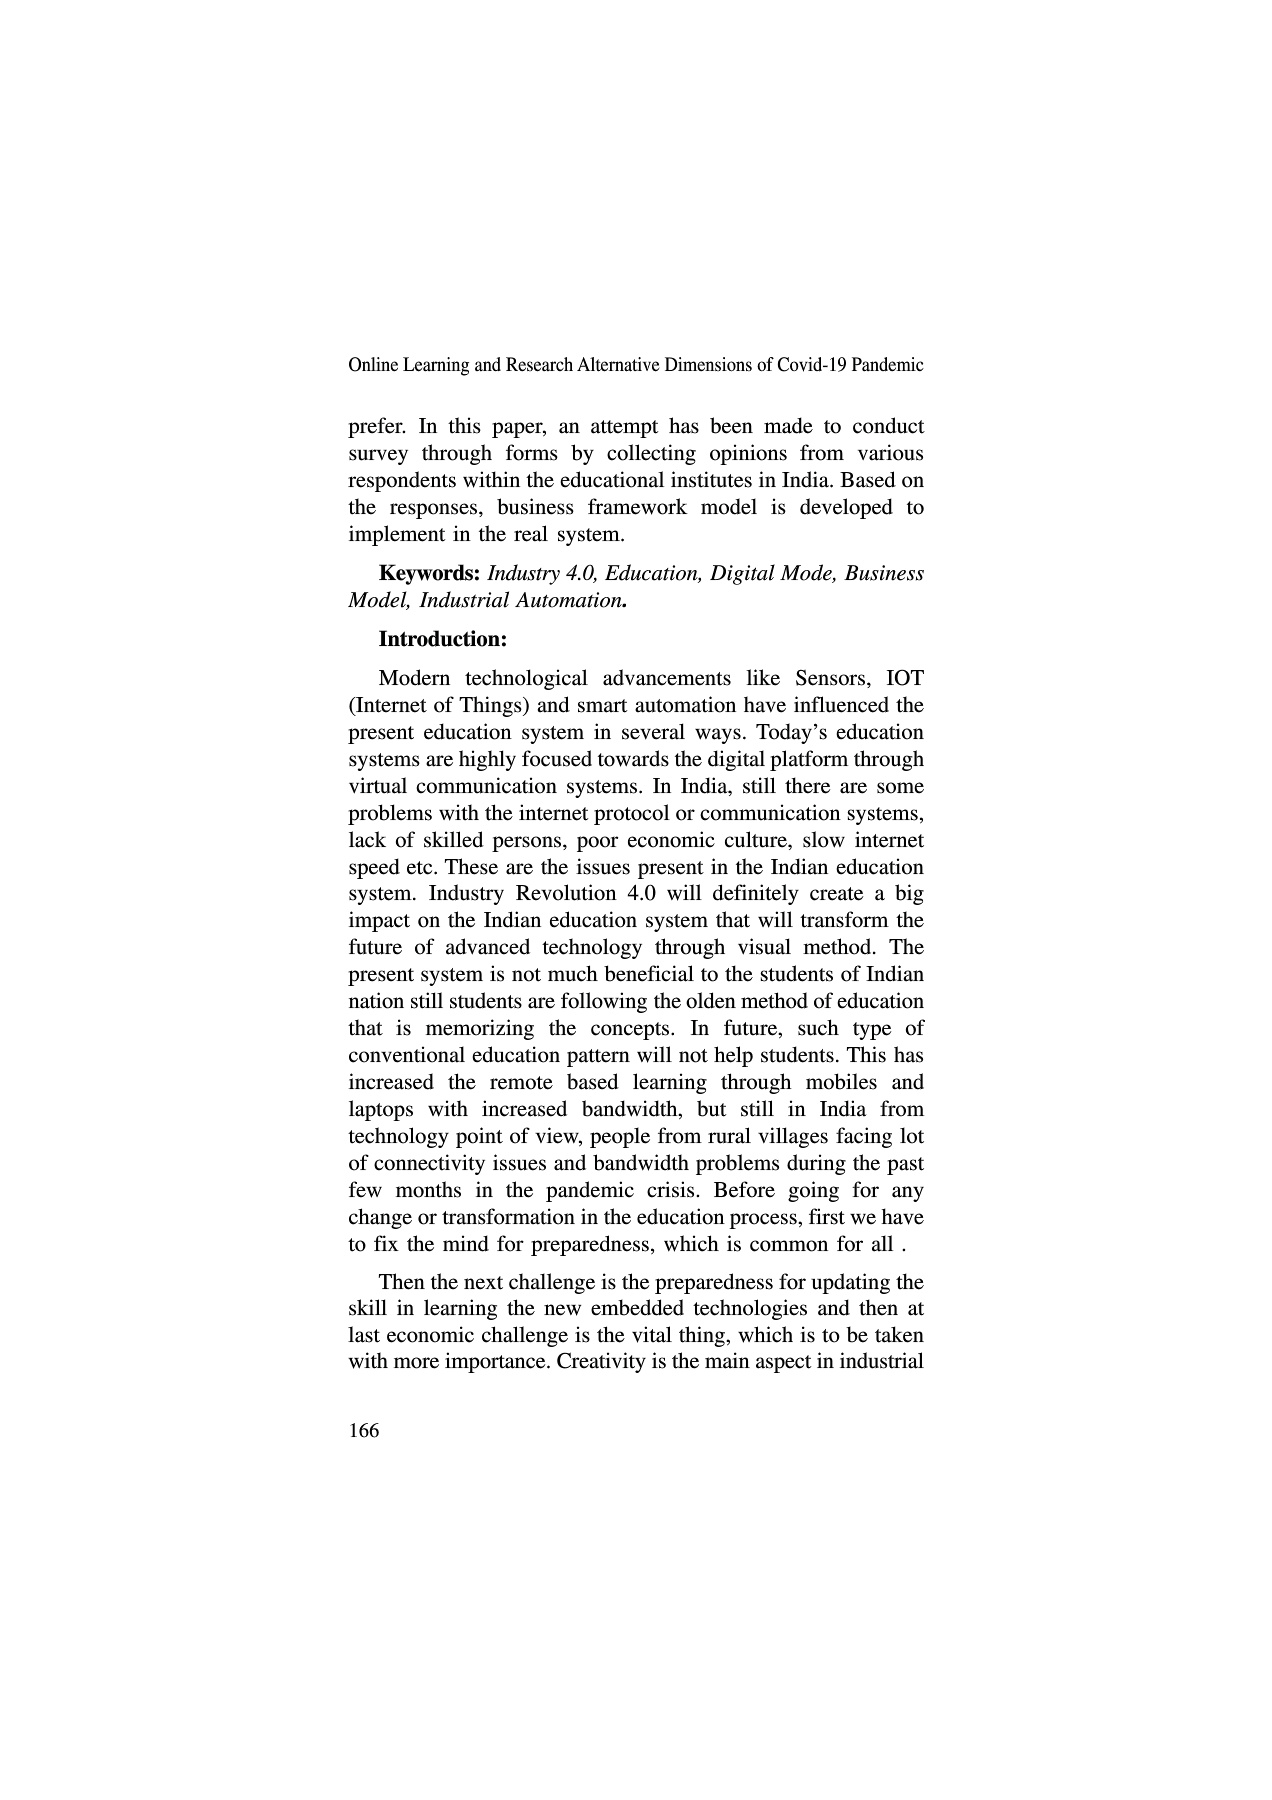 Online Learning and Research Alternative Dimensions of Covid-19 Pandemic
prefer. In this paper, an attempt has been made to conduct
survey through forms by collecting opinions from various
respondents within the educational institutes in India. Based on
the responses, business framework model is developed to
implement in the real system.
Keywords: Industry 4.0, Education, Digital Mode, Business
Model, Industrial Automation.
Introduction:
Modern technological advancements like Sensors, IOT
(Internet of Things) and smart automation have influenced the
present education system in several ways. Today’s education
systems are highly focused towards the digital platform through
virtual communication systems. In India, still there are some
problems with the internet protocol or communication systems,
lack of skilled persons, poor economic culture, slow internet
speed etc. These are the issues present in the Indian education
system. Industry Revolution 4.0 will definitely create a big
impact on the Indian education system that will transform the
future of advanced technology through visual method. The
present system is not much beneficial to the students of Indian
nation still students are following the olden method of education
that is memorizing the concepts. In future, such type of
conventional education pattern will not help students. This has
increased the remote based learning through mobiles and
laptops with increased bandwidth, but still in India from
technology point of view, people from rural villages facing lot
of connectivity issues and bandwidth problems during the past
few months in the pandemic crisis. Before going for any
change or transformation in the education process, first we have
to fix the mind for preparedness, which is common for all .
Then the next challenge is the preparedness for updating the
skill in learning the new embedded technologies and then at
last economic challenge is the vital thing, which is to be taken
with more importance. Creativity is the main aspect in industrial
166